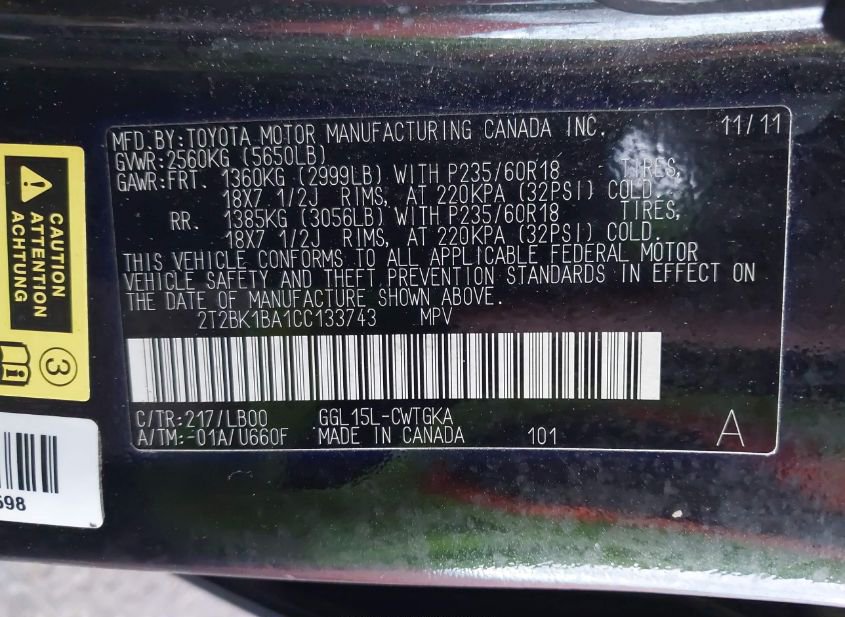 MFD.BY:TOYOTA MOTOR MANUFACTURING CANADA INC. 11/11
GVWR:2560KG (5650LB)
GAWR:FRT. 1360KG (2999LB) WITH P235/60R18 TIRES,
18X7 1/2J RIMS, AT 220KPA (32PSI) COLD.
RR. 1385KG (3056LB) WITH P235/60R18 TIRES,
18X7 1/2J RIMS, AT 220KPA (32PSI) COLD.
THIS VEHICLE CONFORMS TO ALL APPLICABLE FEDERAL MOTOR
VEHICLE SAFETY AND THEFT PREVENTION STANDARDS IN EFFECT ON
THE DATE OF MANUFACTURE SHOWN ABOVE.
2T2BK1BA1CC133743 MPV
C/TR:217/LB00 GGL15L-CWTGKA
A/TM:-01A/U660F MADE IN CANADA 101 A
CAUTION
ATTENTION
ACHTUNG
3
598